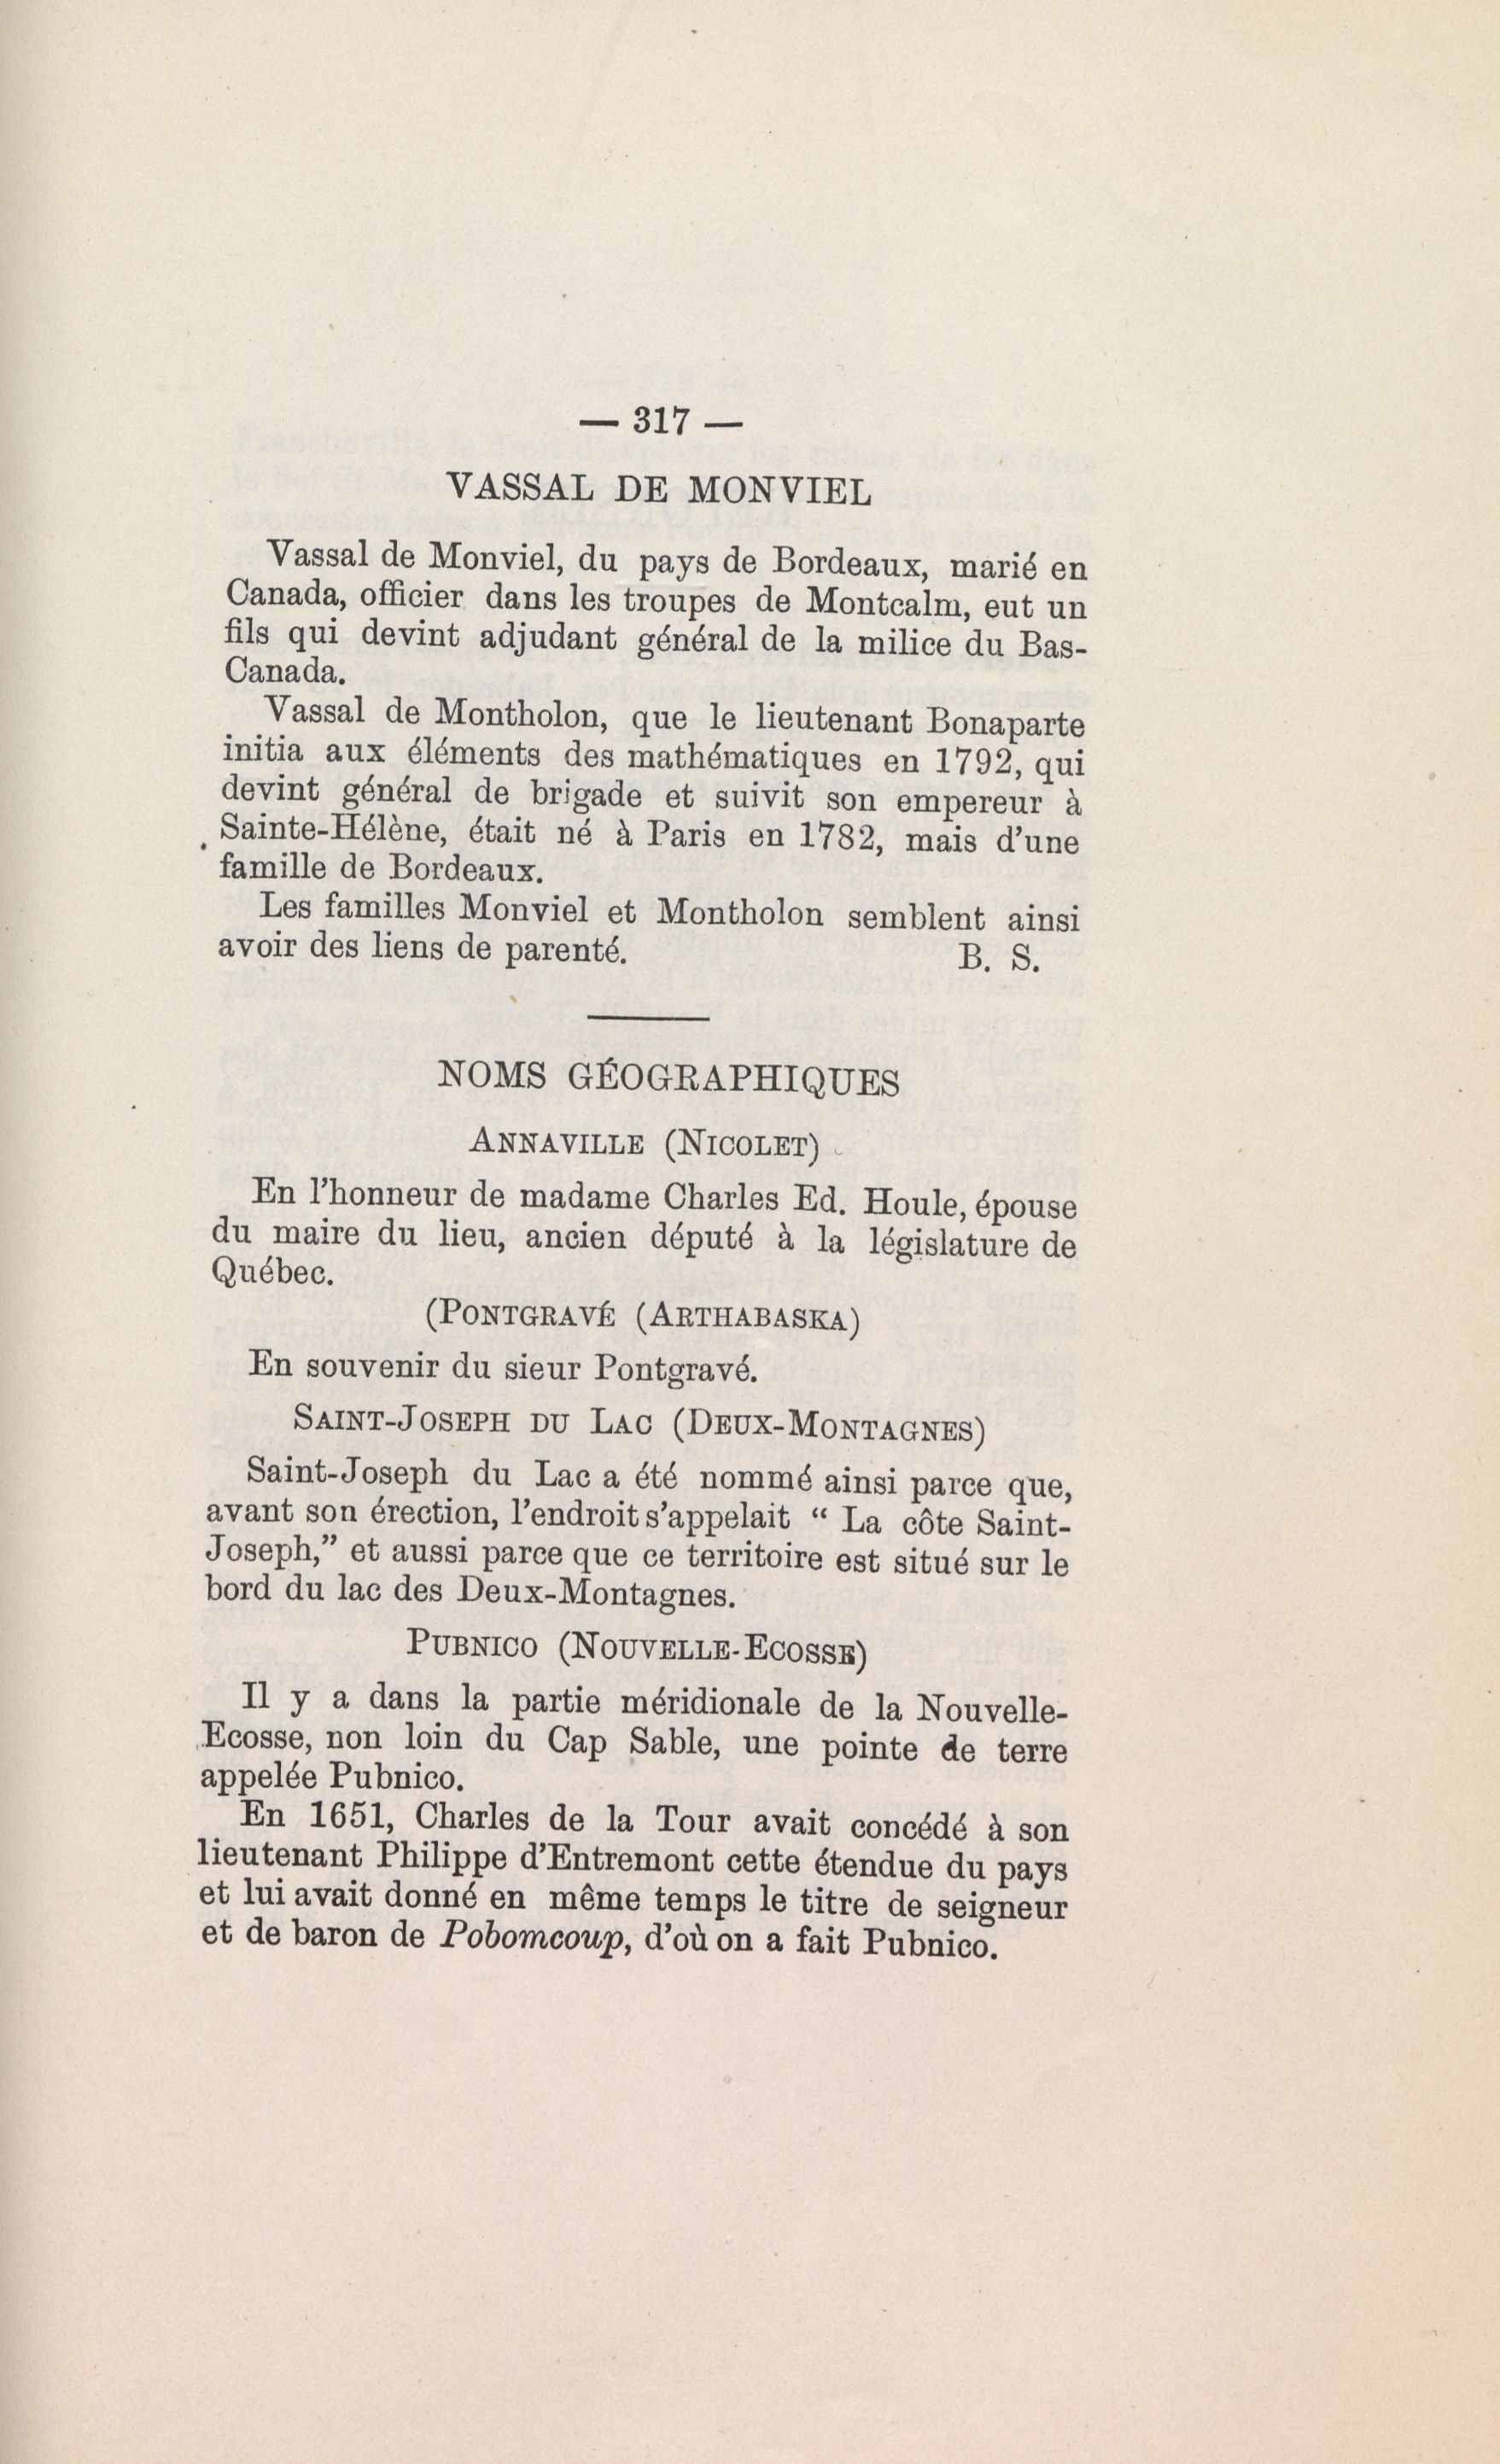 — 317 —
VASSAL DE MONVIEL
Vassal de Monviel, du pays de Bordeaux, marié en
Canada, officier dans les troupes de Montcalm, eut un
fils qui devint adjudant général de la milice du Bas-
Canada.
Vassal de Montholon, que le lieutenant Bonaparte
initia aux éléments des mathématiques en 1792, qui
devint général de brigade et suivit son empereur à
Sainte-Hélène, était né à Paris en 1782, mais d'une
famille de Bordeaux.
Les familles Monviel et Montholon semblent ainsi
avoir des liens de parenté. B. S.
NOMS GÉOGRAPHIQUES
ANNAVILLE (NICOLET)
En l'honneur de madame Charles Ed. Houle, épouse
du maire du lieu, ancien député à la législature de
Québec.
(PONTGRAVÉ (ARTHABASKA)
En souvenir du sieur Pontgravé.
SAINT-JOSEPH DU LAC (DEUX-MONTAGNES)
Saint-Joseph du Lac a été nommé ainsi parce que,
avant son érection, l'endroit s'appelait “ La côte Saint-
Joseph,” et aussi parce que ce territoire est situé sur le
bord du lac des Deux-Montagnes.
PUBNICO (NOUVELLE-ECOSSE)
Il y a dans la partie méridionale de la Nouvelle-
Ecosse, non loin du Cap Sable, une pointe de terre
appelée Pubnico.
En 1651, Charles de la Tour avait concédé à son
lieutenant Philippe d'Entremont cette étendue du pays
et lui avait donné en même temps le titre de seigneur
et de baron de Pobomcoup, d'où on a fait Pubnico.